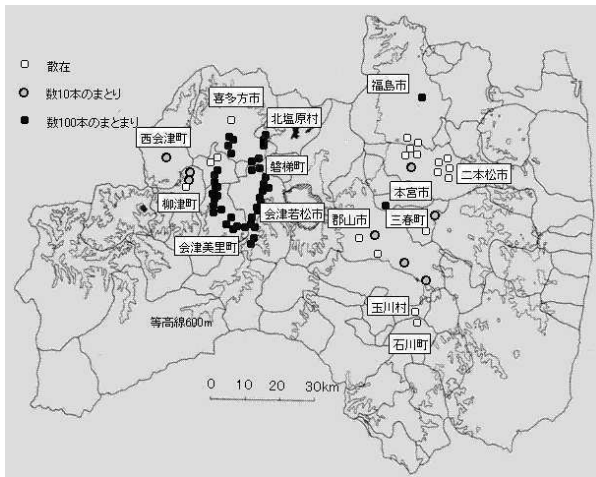 散在
数10本のまとり
数100本のまとまり
喜多方市
福島市
北塩原村
西会津町
磐梯町
二本松市
本宮市
柳津町
会津若松市
郡山市
三春町
会津美里町
玉川村
等高線600m
石川町
0 10 20 30km